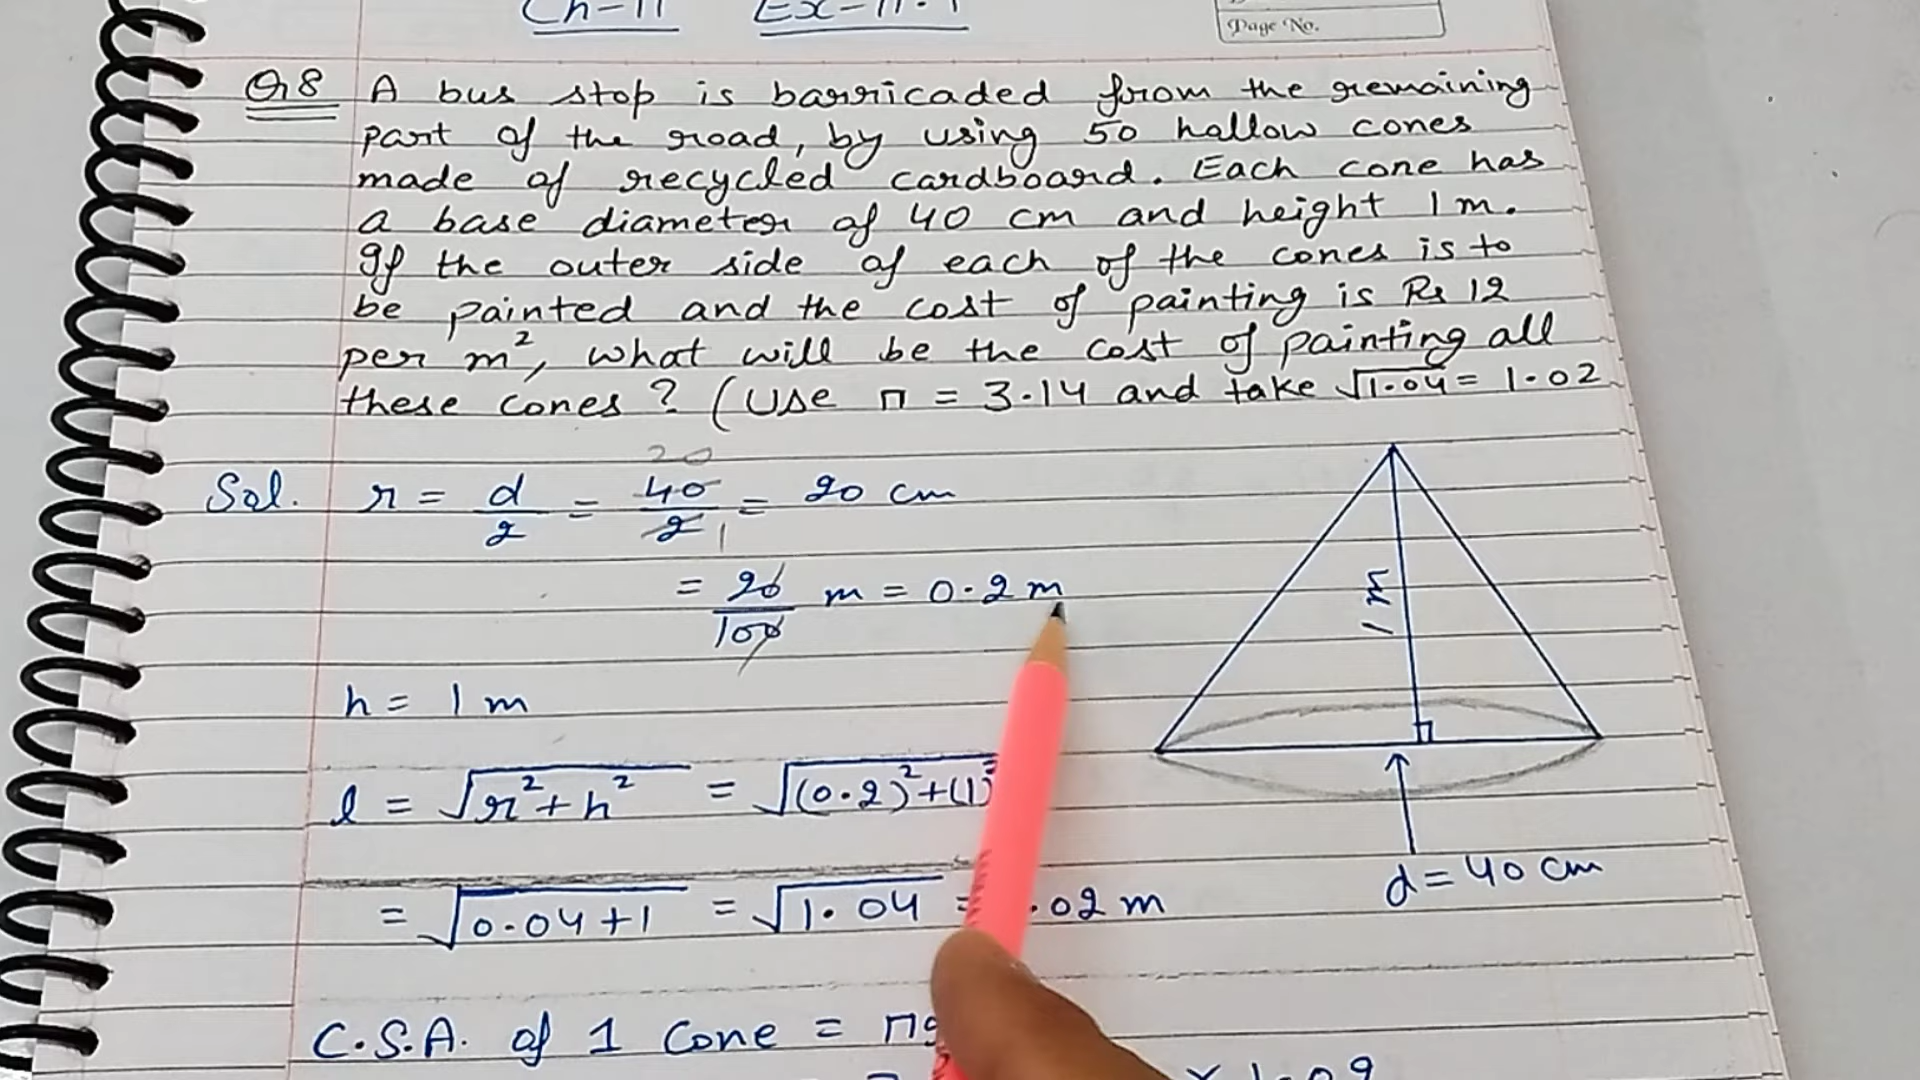 Ch-11 Ex-11.1
Page No.
Q8 A bus stop is barricaded from the remaining
part of the road, by using 50 hallow cones
made of recycled cardboard. Each cone has
a base diameter of 40 cm and height 1 m.
If the outer side of each of the cones is to
be painted and the cost of painting is Rs 12
per m², what will be the cost of painting all
these cones? (Use π = 3.14 and take √1.04 = 1.02
Sol. r = d/2 = 40/2 = 20 cm
20
1
= 20/100 m = 0.2 m
1 m
h = 1 m
l = √r²+h² = √(0.2)²+(1)²
d = 40 cm
= √0.04+1 = √1.04 = .02 m
C.S.A. of 1 Cone = π